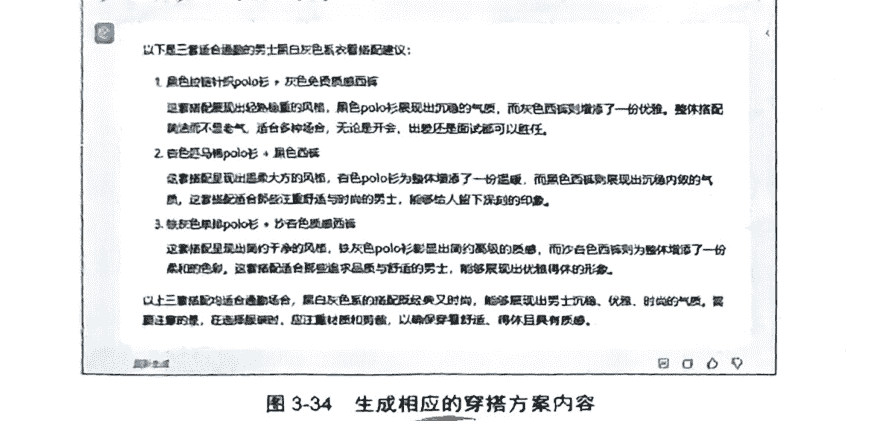 以下是三套适合通勤的男士黑白灰色系衣着搭配建议：
1. 黑色拉链针织polo衫 + 灰色免烫质感西裤
这套搭配展现出轻熟稳重的风格，黑色polo衫展现出沉稳的气质，而灰色西裤则增添了一份优雅。整体搭配
简洁而不显老气，适合多种场合，无论是开会、出差还是面试都可以胜任。
2. 白色匹马棉polo衫 + 黑色西裤
这套搭配呈现出温柔大方的风格，白色polo衫为整体增添了一份温暖，而黑色西裤则展现出沉稳内敛的气
质。这套搭配适合那些注重舒适与时尚的男士，能够给人留下深刻的印象。
3. 铁灰色单排polo衫 + 沙石色质感西裤
这套搭配呈现出简约干净的风格，铁灰色polo衫彰显出简约高级的质感，而沙石色西裤则为整体增添了一份
柔和的色彩。这套搭配适合那些追求品质与舒适的男士，能够展现出优雅得体的形象。
以上三套搭配均适合通勤场合，黑白灰色系的搭配既经典又时尚，能够展现出男士沉稳、优雅、时尚的气质。需
要注意的是，在选择服装时，应注重材质和剪裁，以确保穿着舒适、得体且具有质感。
重新生成
图 3-34 生成相应的穿搭方案内容